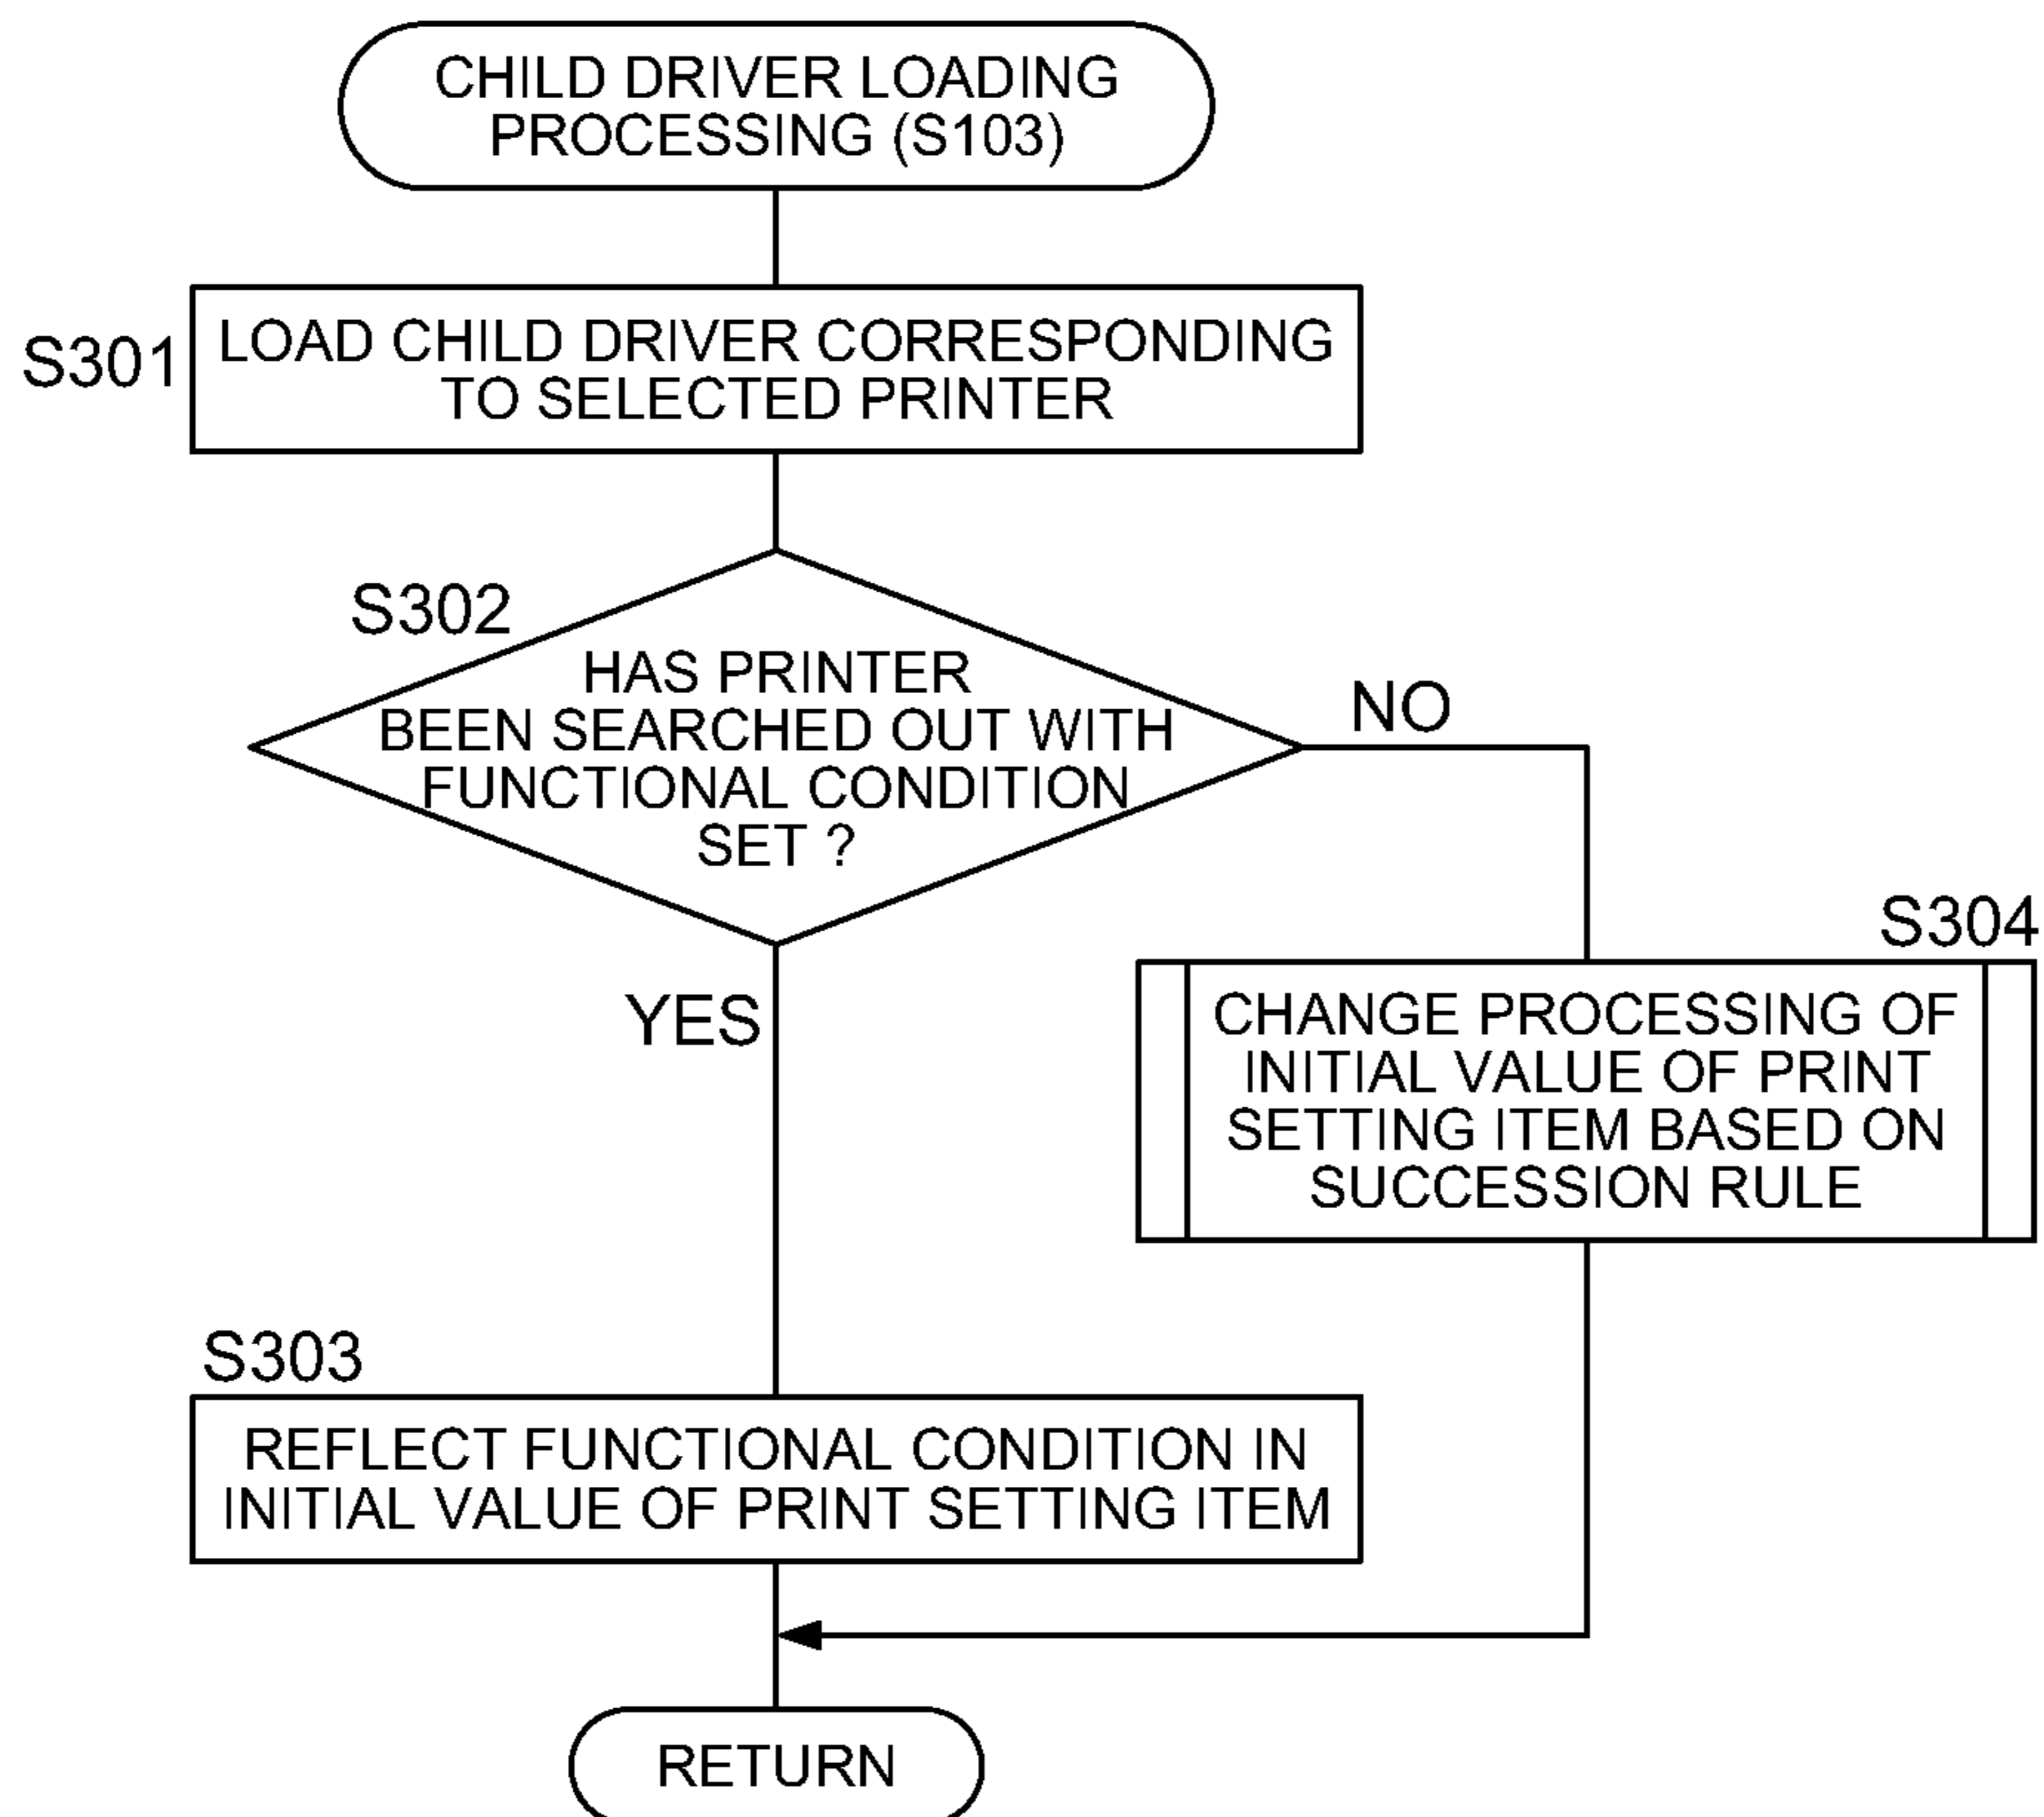 CHILD DRIVER LOADING
PROCESSING (S103)
S301
LOAD CHILD DRIVER CORRESPONDING
TO SELECTED PRINTER
S302
HAS PRINTER
BEEN SEARCHED OUT WITH
FUNCTIONAL CONDITION
SET ?
NO
YES
S304
CHANGE PROCESSING OF
INITIAL VALUE OF PRINT
SETTING ITEM BASED ON
SUCCESSION RULE
S303
REFLECT FUNCTIONAL CONDITION IN
INITIAL VALUE OF PRINT SETTING ITEM
RETURN